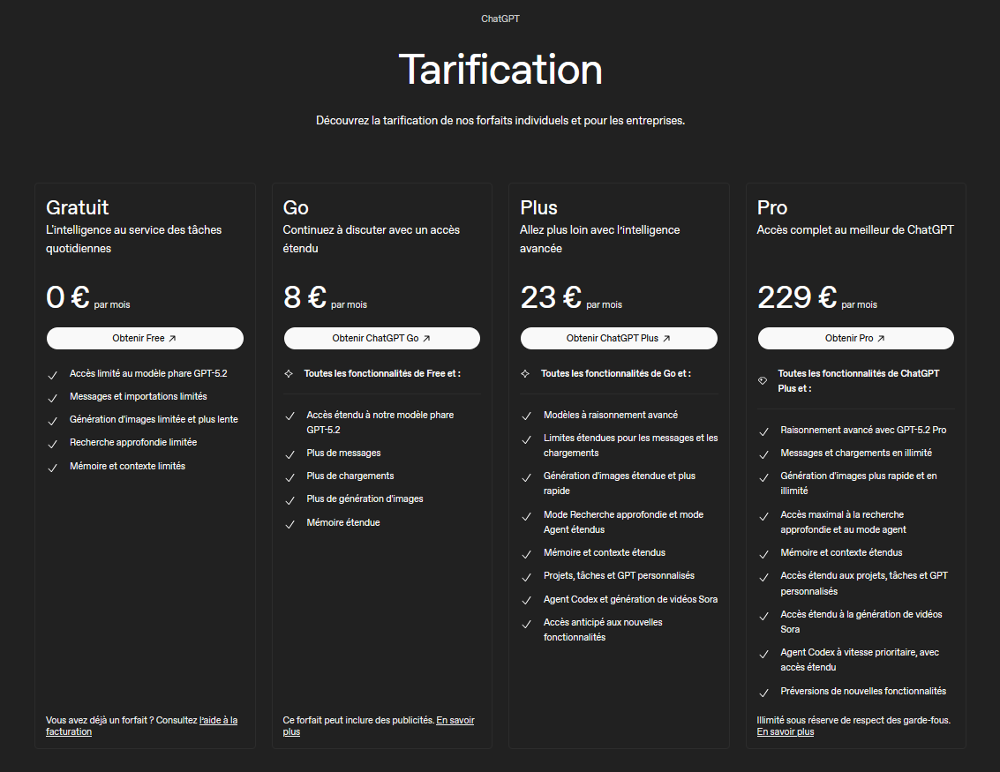 ChatGPT
Tarification
Découvrez la tarification de nos forfaits individuels et pour les entreprises.
Gratuit
L'intelligence au service des tâches
quotidiennes
0 € par mois
Obtenir Free ↗
Accès limité au modèle phare GPT-5.2
Messages et importations limités
Génération d'images limitée et plus lente
Recherche approfondie limitée
Mémoire et contexte limités
Vous avez déjà un forfait ? Consultez l'aide à la
facturation
Go
Continuez à discuter avec un accès
étendu
8 € par mois
Obtenir ChatGPT Go ↗
Toutes les fonctionnalités de Free et :
Accès étendu à notre modèle phare
GPT-5.2
Plus de messages
Plus de chargements
Plus de génération d'images
Mémoire étendue
Ce forfait peut inclure des publicités. En savoir
plus
Plus
Allez plus loin avec l'intelligence
avancée
23 € par mois
Obtenir ChatGPT Plus ↗
Toutes les fonctionnalités de Go et :
Modèles à raisonnement avancé
Limites étendues pour les messages et les
chargements
Génération d'images étendue et plus
rapide
Mode Recherche approfondie et mode
Agent étendus
Mémoire et contexte étendus
Projets, tâches et GPT personnalisés
Agent Codex et génération de vidéos Sora
Accès anticipé aux nouvelles
fonctionnalités
Pro
Accès complet au meilleur de ChatGPT
229 € par mois
Obtenir Pro ↗
Toutes les fonctionnalités de ChatGPT
Plus et :
Raisonnement avancé avec GPT-5.2 Pro
Messages et chargements en illimité
Génération d'images plus rapide et en
illimité
Accès maximal à la recherche
approfondie et au mode agent
Mémoire et contexte étendus
Accès étendu aux projets, tâches et GPT
personnalisés
Accès étendu à la génération de vidéos
Sora
Agent Codex à vitesse prioritaire, avec
accès étendu
Préversions de nouvelles fonctionnalités
Illimité sous réserve de respect des garde-fous.
En savoir plus